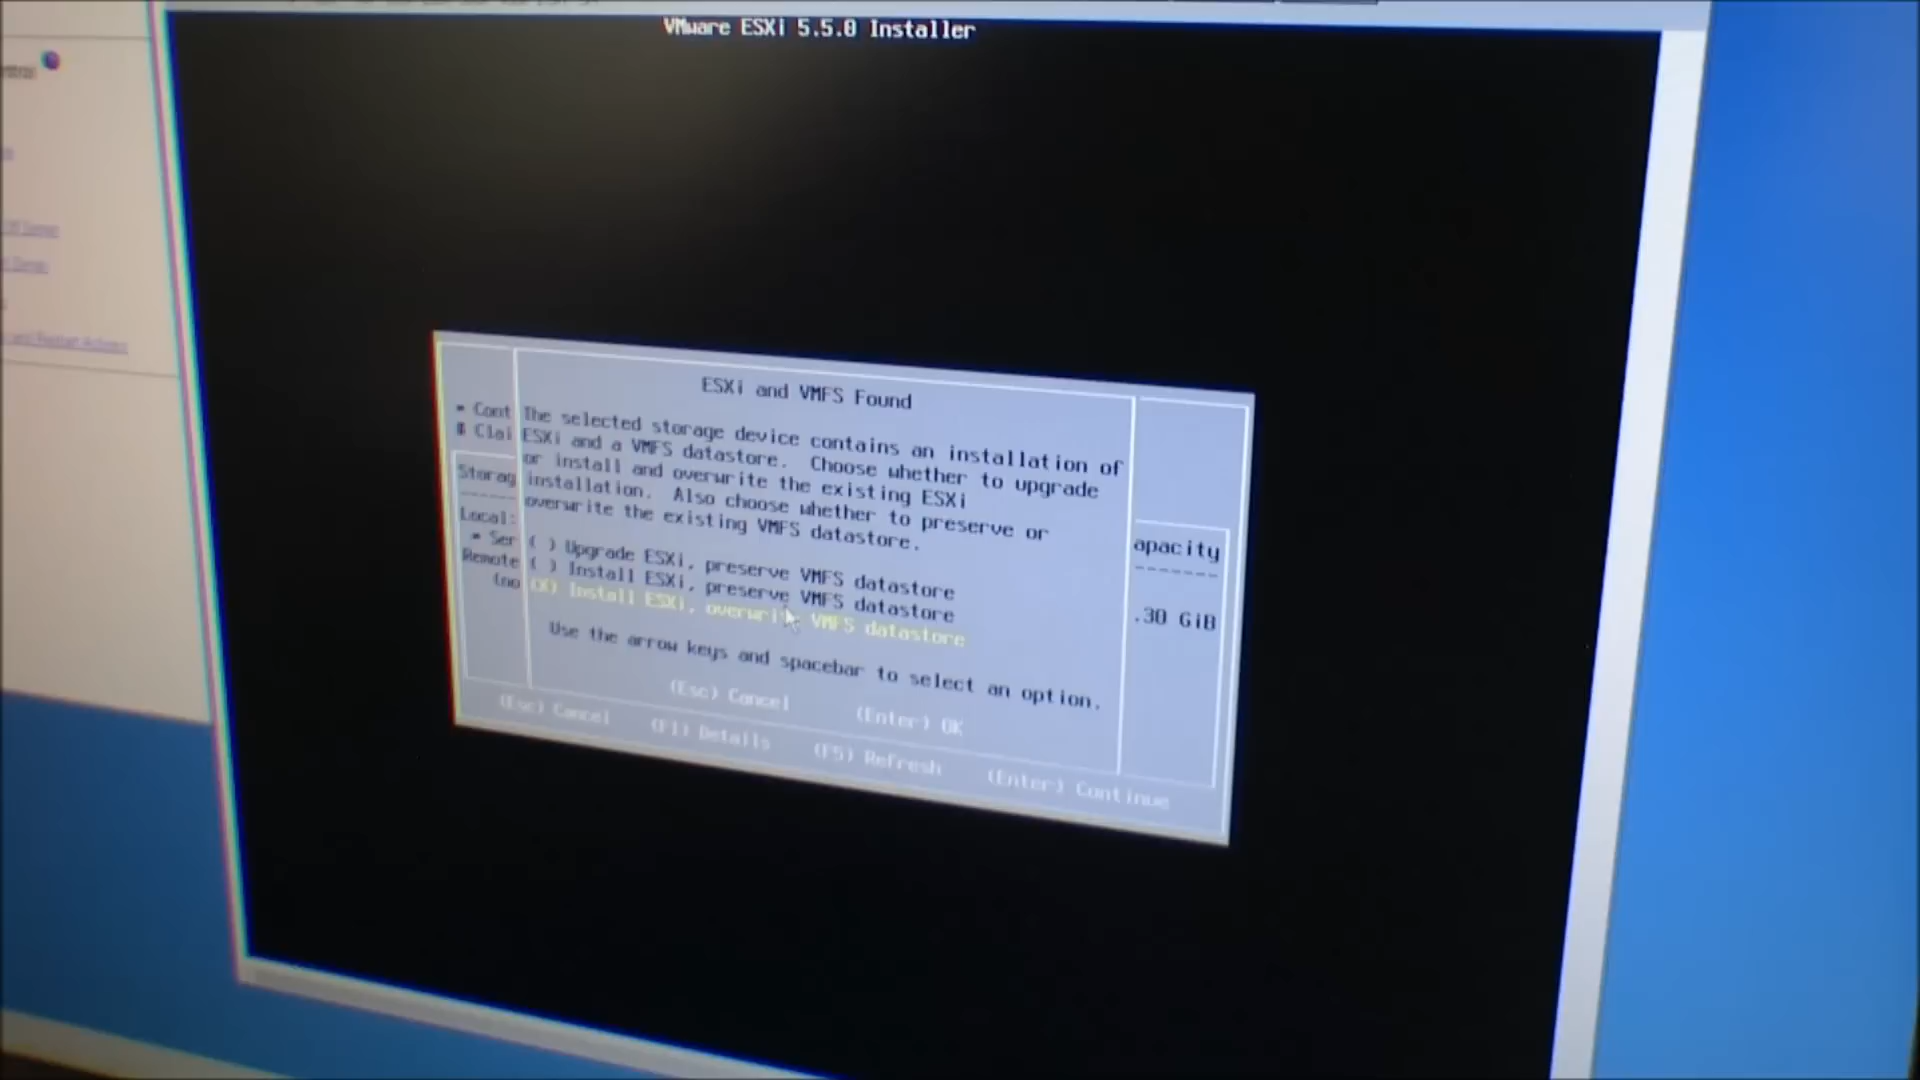 VMware ESXi 5.5.0 Installer
ESXi and VMFS Found
* Cont
The selected storage device contains an installation of
# Clai
ESXi and a VMFS datastore.  Choose whether to upgrade
or install and overwrite the existing ESXi
Storag
installation.  Also choose whether to preserve or
overwrite the existing VMFS datastore.
apacity
Local:
* Ser
( ) Upgrade ESXi, preserve VMFS datastore
Remote
( ) Install ESXi, preserve VMFS datastore
.30 GiB
(no
(X) Install ESXi, overwrite VMFS datastore
Use the arrow keys and spacebar to select an option.
(Esc) Cancel (Enter) OK
(Esc) Cancel (F1) Details (F5) Refresh (Enter) Continue